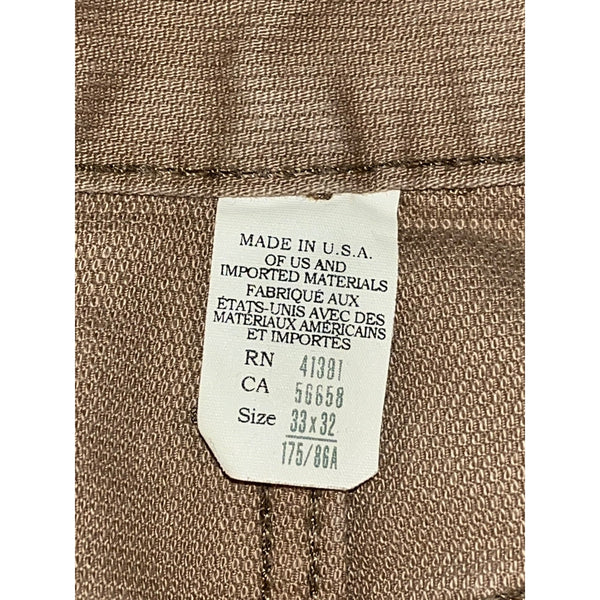 MADE IN U.S.A.
OF US AND
IMPORTED MATERIALS
FABRIQUÉ AUX
ÉTATS-UNIS AVEC DES
MATÉRIAUX AMÉRICAINS
ET IMPORTÉS
RN 41381
CA 56658
Size 33x32
175/86A